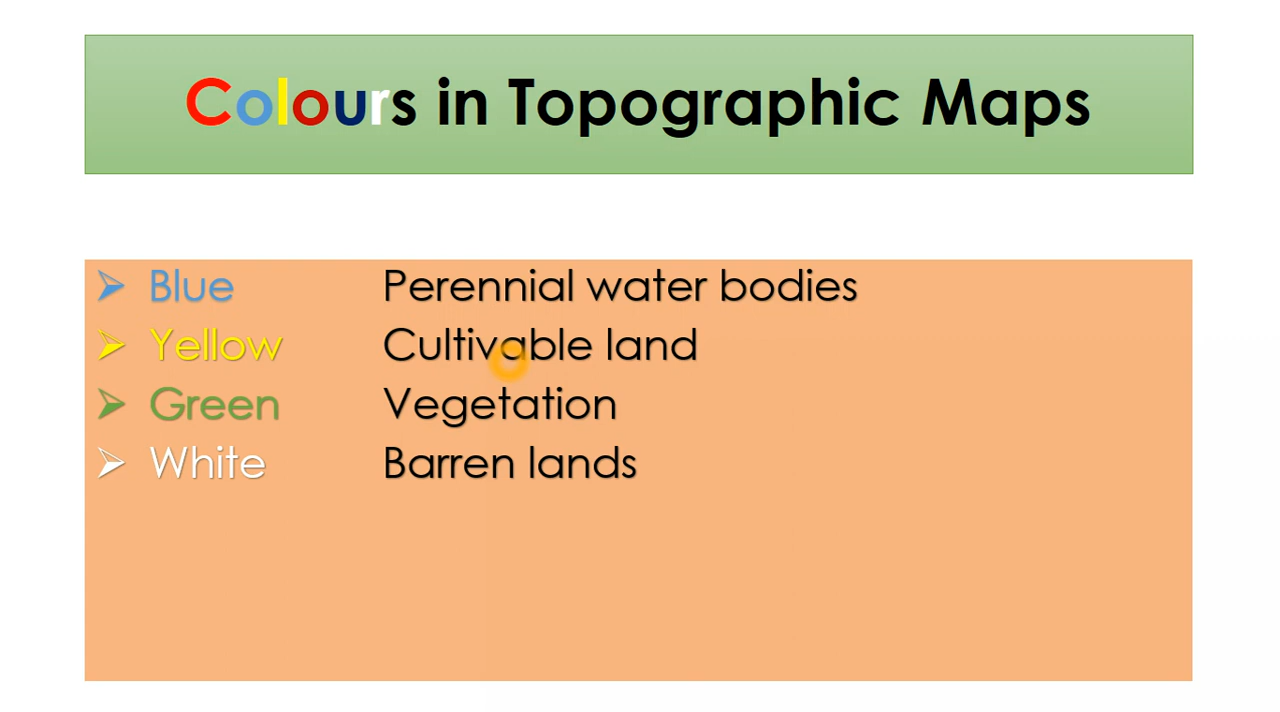 Colours in Topographic Maps
➢ Blue Perennial water bodies
➢ Yellow Cultivable land
➢ Green Vegetation
➢ White Barren lands